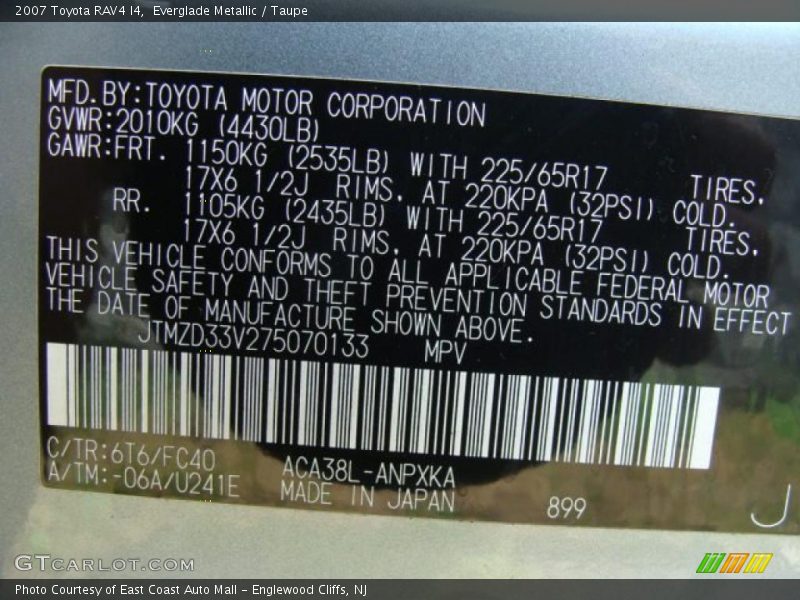 2007 Toyota RAV4 I4, Everglade Metallic / Taupe
MFD.BY:TOYOTA MOTOR CORPORATION
GVWR:2010KG (4430LB)
GAWR:FRT. 1150KG (2535LB) WITH 225/65R17 TIRES,
17X6 1/2J RIMS, AT 220KPA (32PSI) COLD.
RR. 1105KG (2435LB) WITH 225/65R17 TIRES,
17X6 1/2J RIMS, AT 220KPA (32PSI) COLD.
THIS VEHICLE CONFORMS TO ALL APPLICABLE FEDERAL MOTOR
VEHICLE SAFETY AND THEFT PREVENTION STANDARDS IN EFFECT
THE DATE OF MANUFACTURE SHOWN ABOVE.
JTMZD33V275070133 MPV
C/TR:6T6/FC40 ACA38L-ANPXKA
A/TM:-06A/U241E MADE IN JAPAN 899 J
GTCARLOT.COM
Photo Courtesy of East Coast Auto Mall - Englewood Cliffs, NJ